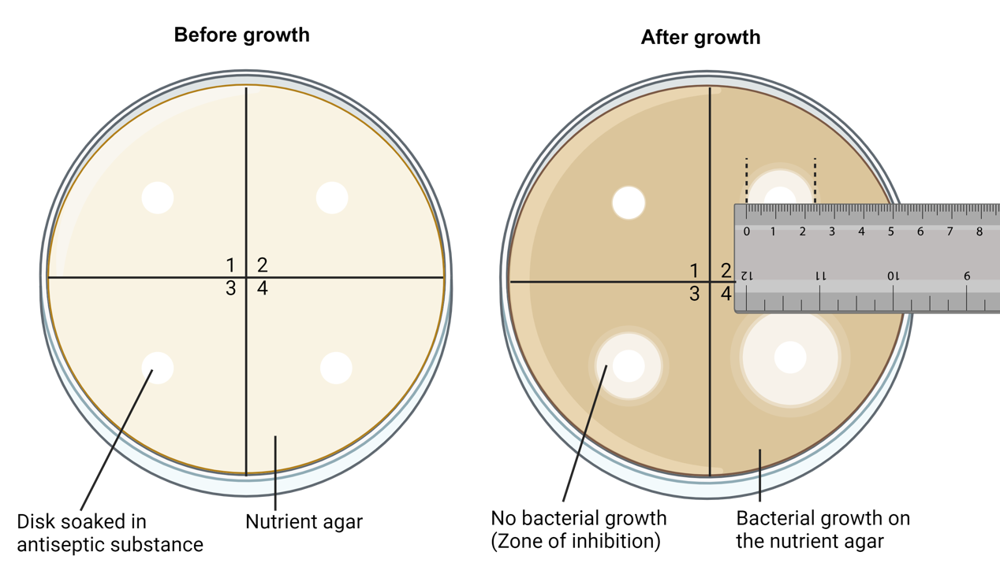 Before growth
After growth
1 2
3 4
1 2
3 4
0 1 2 3 4 5 6 7 8
12 11 10 9
Disk soaked in
antiseptic substance
Nutrient agar
No bacterial growth
(Zone of inhibition)
Bacterial growth on
the nutrient agar